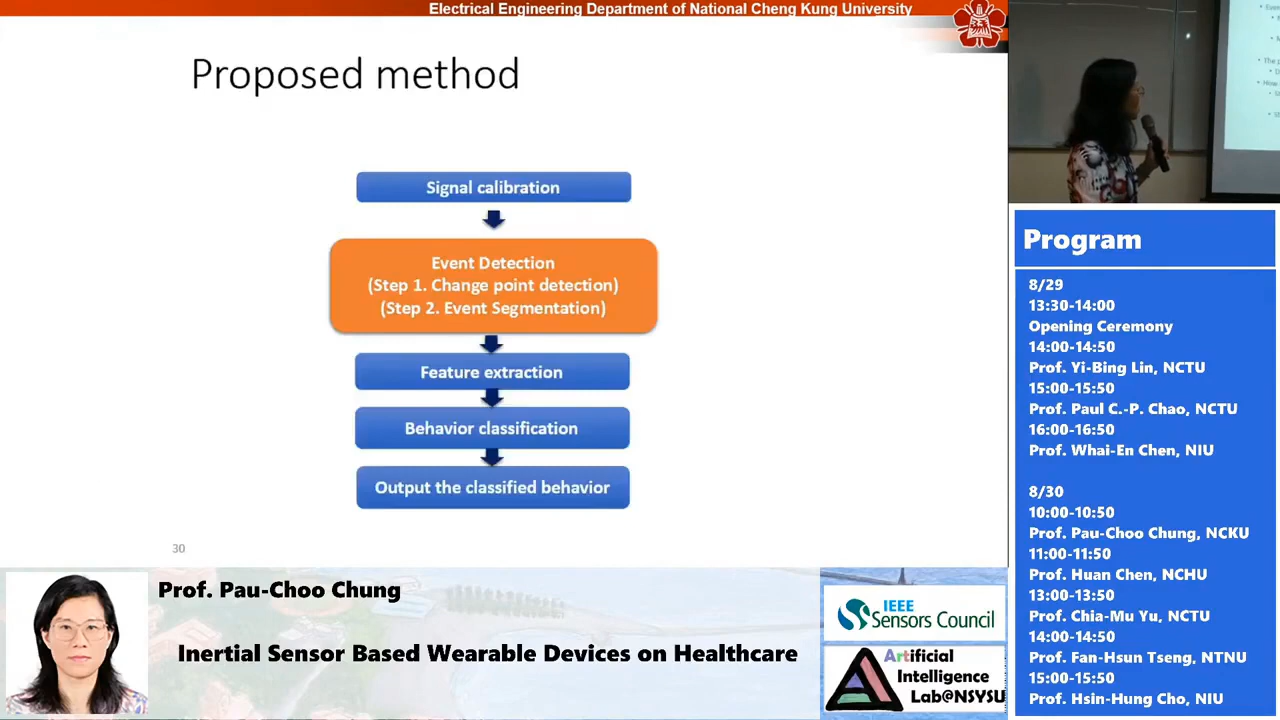 Electrical Engineering Department of National Cheng Kung University
Proposed method
Signal calibration
Event Detection
(Step 1. Change point detection)
(Step 2. Event Segmentation)
Feature extraction
Behavior classification
Output the classified behavior
30
Program
8/29
13:30-14:00
Opening Ceremony
14:00-14:50
Prof. Yi-Bing Lin, NCTU
15:00-15:50
Prof. Paul C.-P. Chao, NCTU
16:00-16:50
Prof. Whai-En Chen, NIU
8/30
10:00-10:50
Prof. Pau-Choo Chung, NCKU
11:00-11:50
Prof. Huan Chen, NCHU
13:00-13:50
Prof. Chia-Mu Yu, NCTU
14:00-14:50
Prof. Fan-Hsun Tseng, NTNU
15:00-15:50
Prof. Hsin-Hung Cho, NIU
Prof. Pau-Choo Chung
Inertial Sensor Based Wearable Devices on Healthcare
IEEE
Sensors Council
Artificial
Intelligence
Lab@NSYSU